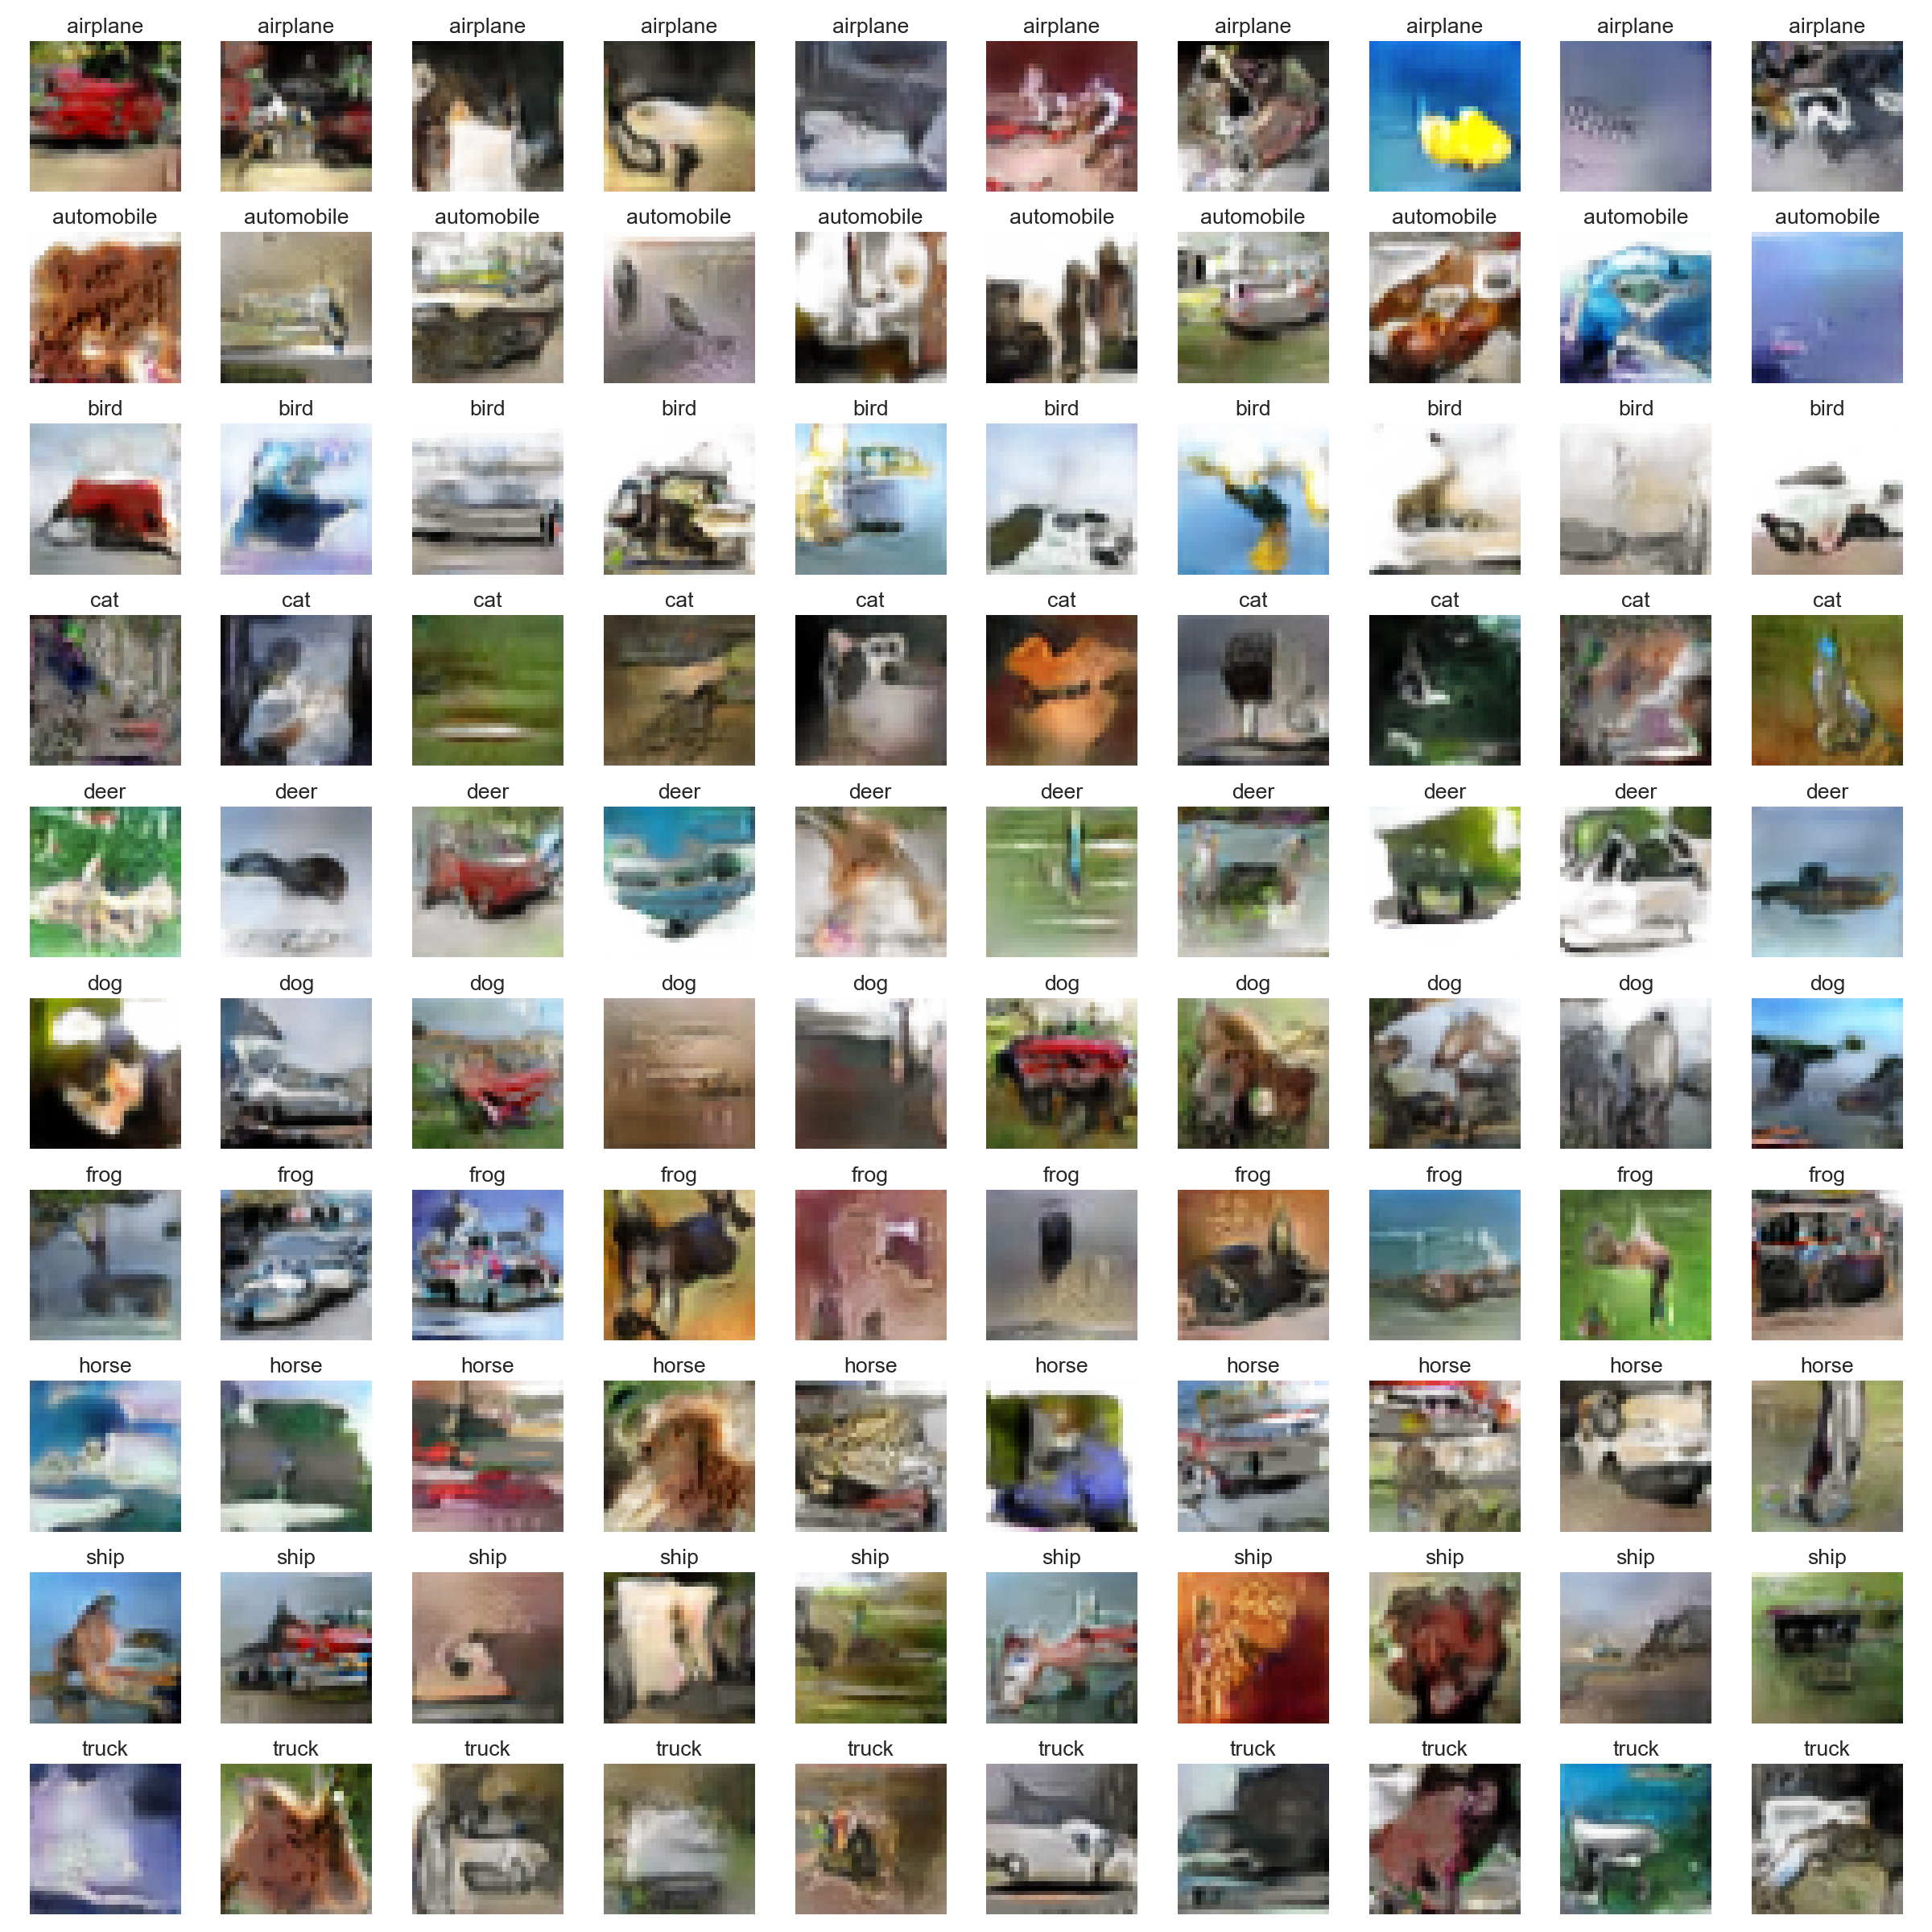 airplane airplane airplane airplane airplane airplane airplane airplane airplane airplane
automobile automobile automobile automobile automobile automobile automobile automobile automobile automobile
bird bird bird bird bird bird bird bird bird bird
cat cat cat cat cat cat cat cat cat cat
deer deer deer deer deer deer deer deer deer deer
dog dog dog dog dog dog dog dog dog dog
frog frog frog frog frog frog frog frog frog frog
horse horse horse horse horse horse horse horse horse horse
ship ship ship ship ship ship ship ship ship ship
truck truck truck truck truck truck truck truck truck truck